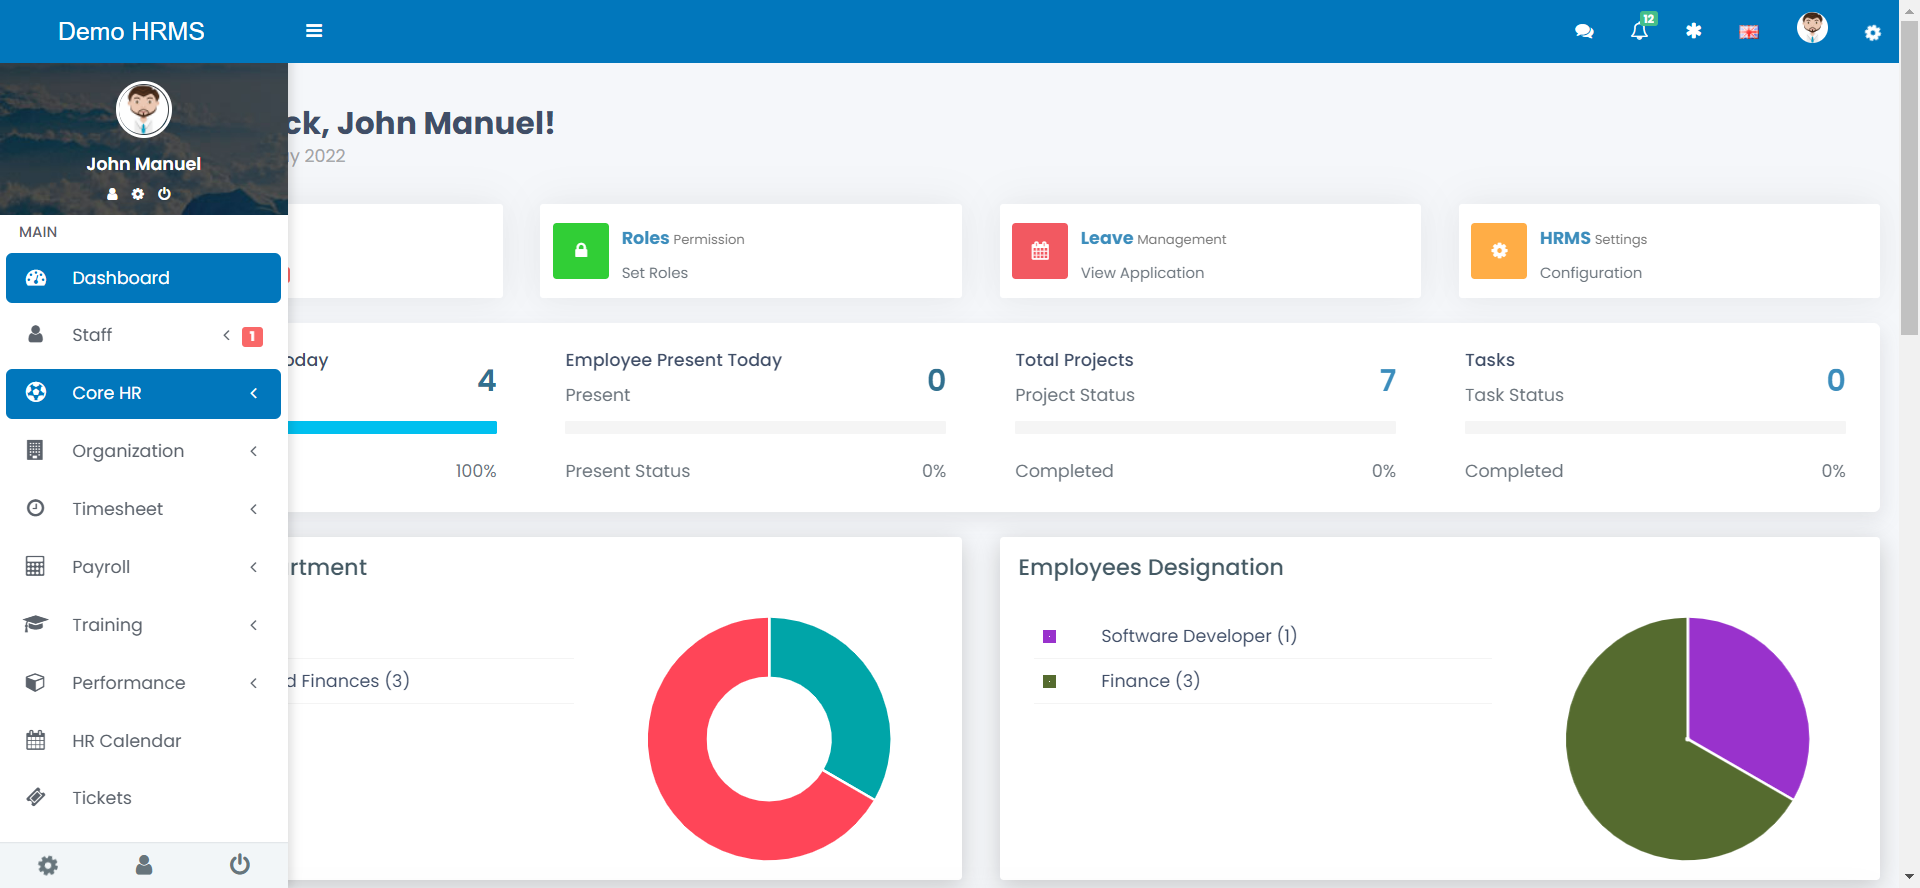 Demo HRMS
12
John Manuel
MAIN
Dashboard
Staff
1
Core HR
Organization
Timesheet
Payroll
Training
Performance
HR Calendar
Tickets
ck, John Manuel!
y 2022
Roles Permission
Set Roles
Leave Management
View Application
HRMS Settings
Configuration
oday
4
100%
Employee Present Today
Present
0
Present Status
0%
Total Projects
Project Status
7
Completed
0%
Tasks
Task Status
0
Completed
0%
rtment
d Finances (3)
Employees Designation
Software Developer (1)
Finance (3)